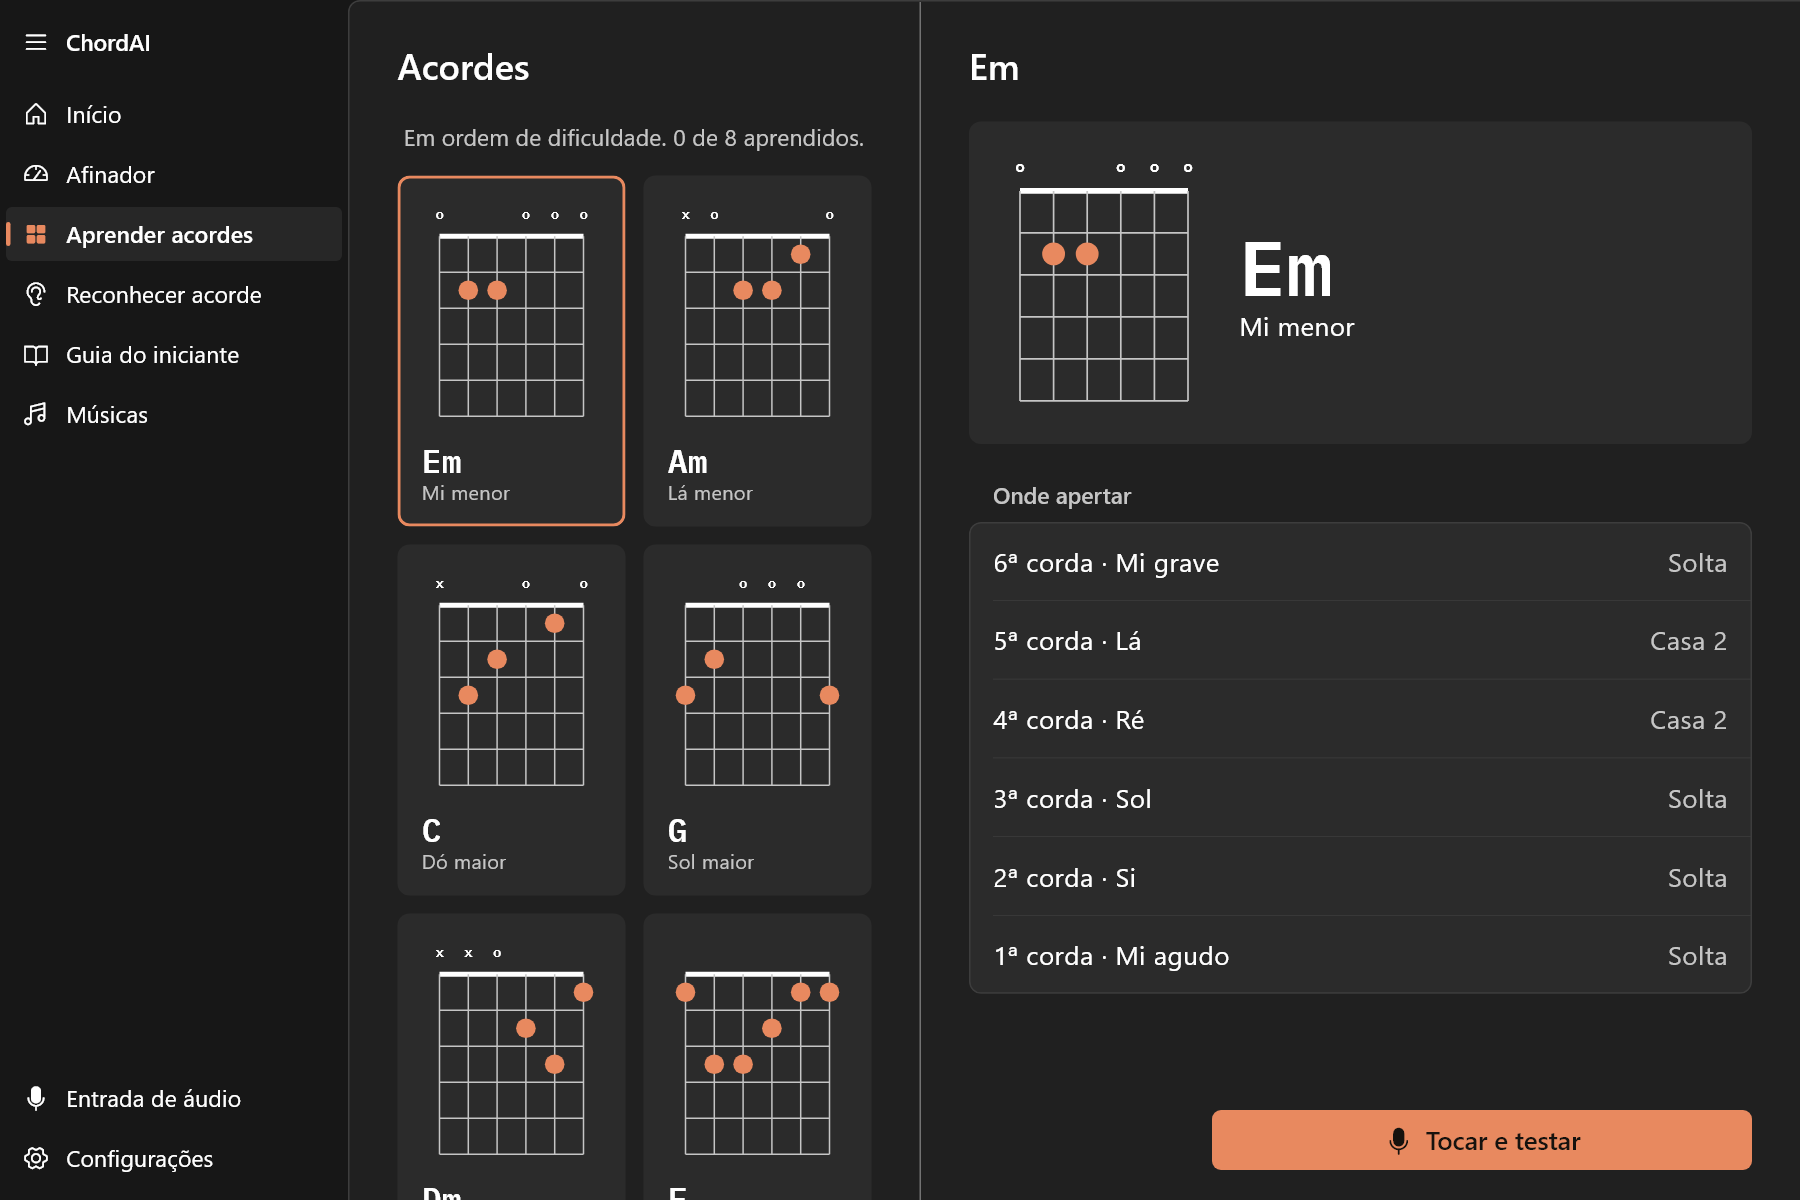 ChordAI
Início
Afinador
Aprender acordes
Reconhecer acorde
Guia do iniciante
Músicas
Entrada de áudio
Configurações
Acordes
Em ordem de dificuldade. 0 de 8 aprendidos.
o o o o
Em
Mi menor
x o o
Am
Lá menor
x o o
C
Dó maior
o o o
G
Sol maior
x x o
Dm
Em
o o o o
Em
Mi menor
Onde apertar
6ª corda · Mi grave Solta
5ª corda · Lá Casa 2
4ª corda · Ré Casa 2
3ª corda · Sol Solta
2ª corda · Si Solta
1ª corda · Mi agudo Solta
Tocar e testar